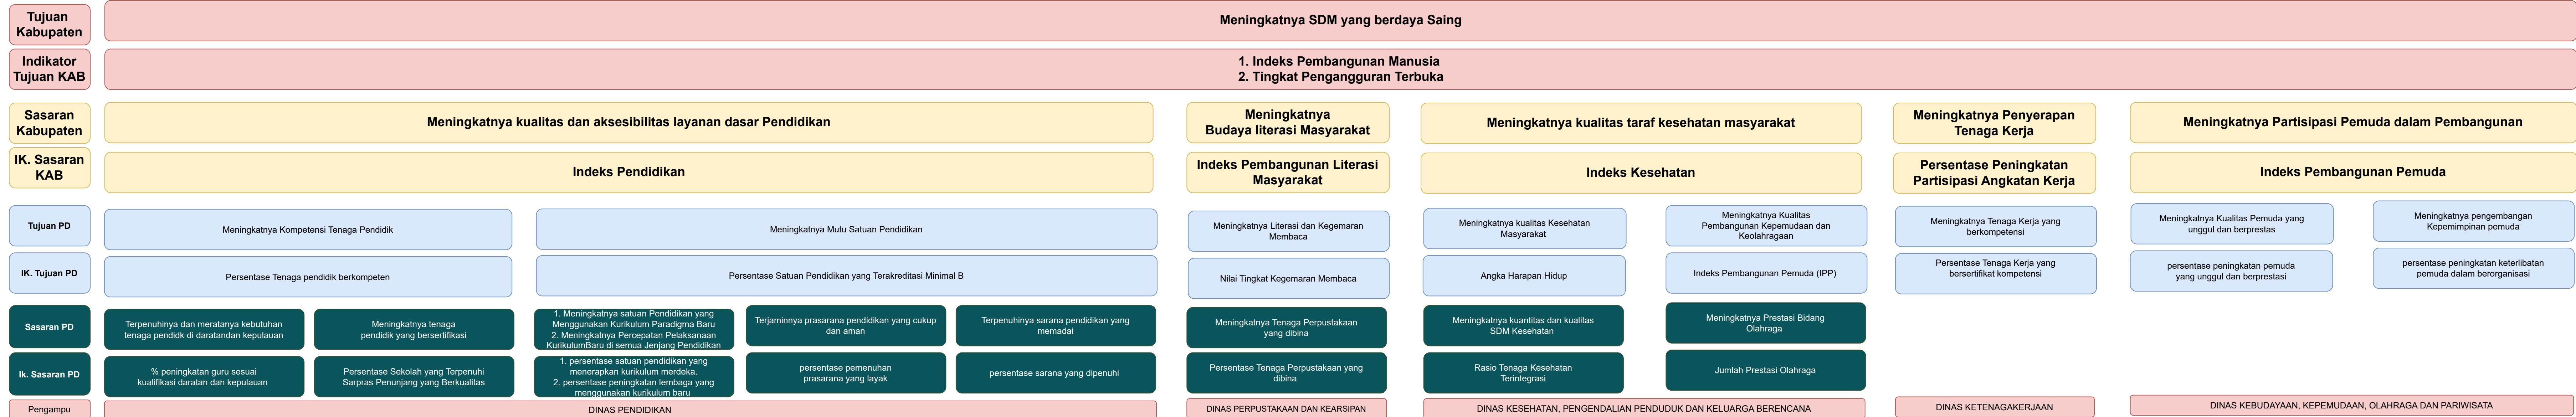 Tujuan
Kabupaten
Meningkatnya SDM yang berdaya Saing
Indikator
Tujuan KAB
1. Indeks Pembangunan Manusia
2. Tingkat Pengangguran Terbuka
Sasaran
Kabupaten
Meningkatnya kualitas dan aksesibilitas layanan dasar Pendidikan
Meningkatnya
Budaya literasi Masyarakat
Meningkatnya kualitas taraf kesehatan masyarakat
Meningkatnya Penyerapan
Tenaga Kerja
Meningkatnya Partisipasi Pemuda dalam Pembangunan
IK. Sasaran
KAB
Indeks Pendidikan
Indeks Pembangunan Literasi
Masyarakat
Indeks Kesehatan
Persentase Peningkatan
Partisipasi Angkatan Kerja
Indeks Pembangunan Pemuda
Tujuan PD
Meningkatnya Kompetensi Tenaga Pendidik
Meningkatnya Mutu Satuan Pendidikan
Meningkatnya Literasi dan Kegemaran
Membaca
Meningkatnya kualitas Kesehatan
Masyarakat
Meningkatnya Kualitas
Pembangunan Kepemudaan dan
Keolahragaan
Meningkatnya Tenaga Kerja yang
berkompetensi
Meningkatnya Kualitas Pemuda yang
unggul dan berprestas
Meningkatnya pengembangan
Kepemimpinan pemuda
IK. Tujuan PD
Persentase Tenaga pendidik berkompeten
Persentase Satuan Pendidikan yang Terakreditasi Minimal B
Nilai Tingkat Kegemaran Membaca
Angka Harapan Hidup
Indeks Pembangunan Pemuda (IPP)
Persentase Tenaga Kerja yang
bersertifikat kompetensi
persentase peningkatan pemuda
yang unggul dan berprestasi
persentase peningkatan keterlibatan
pemuda dalam berorganisasi
Sasaran PD
Terpenuhinya dan meratanya kebutuhan
tenaga pendidk di daratandan kepulauan
Meningkatnya tenaga
pendidik yang bersertifikasi
1. Meningkatnya satuan Pendidikan yang
Menggunakan Kurikulum Paradigma Baru
2. Meningkatnya Percepatan Pelaksanaan
KurikulumBaru di semua Jenjang Pendidikan
Terjaminnya prasarana pendidikan yang cukup
dan aman
Terpenuhinya sarana pendidikan yang
memadai
Meningkatnya Tenaga Perpustakaan
yang dibina
Meningkatnya kuantitas dan kualitas
SDM Kesehatan
Meningkatnya Prestasi Bidang
Olahraga
Ik. Sasaran PD
% peningkatan guru sesuai
kualifikasi daratan dan kepulauan
Persentase Sekolah yang Terpenuhi
Sarpras Penunjang yang Berkualitas
1. persentase satuan pendidikan yang
menerapkan kurikulum merdeka.
2. persentase peningkatan lembaga yang
menggunakan kurikulum baru
persentase pemenuhan
prasarana yang layak
persentase sarana yang dipenuhi
Persentase Tenaga Perpustakaan yang
dibina
Rasio Tenaga Kesehatan
Terintegrasi
Jumlah Prestasi Olahraga
Pengampu
DINAS PENDIDIKAN
DINAS PERPUSTAKAAN DAN KEARSIPAN
DINAS KESEHATAN, PENGENDALIAN PENDUDUK DAN KELUARGA BERENCANA
DINAS KETENAGAKERJAAN
DINAS KEBUDAYAAN, KEPEMUDAAN, OLAHRAGA DAN PARIWISATA